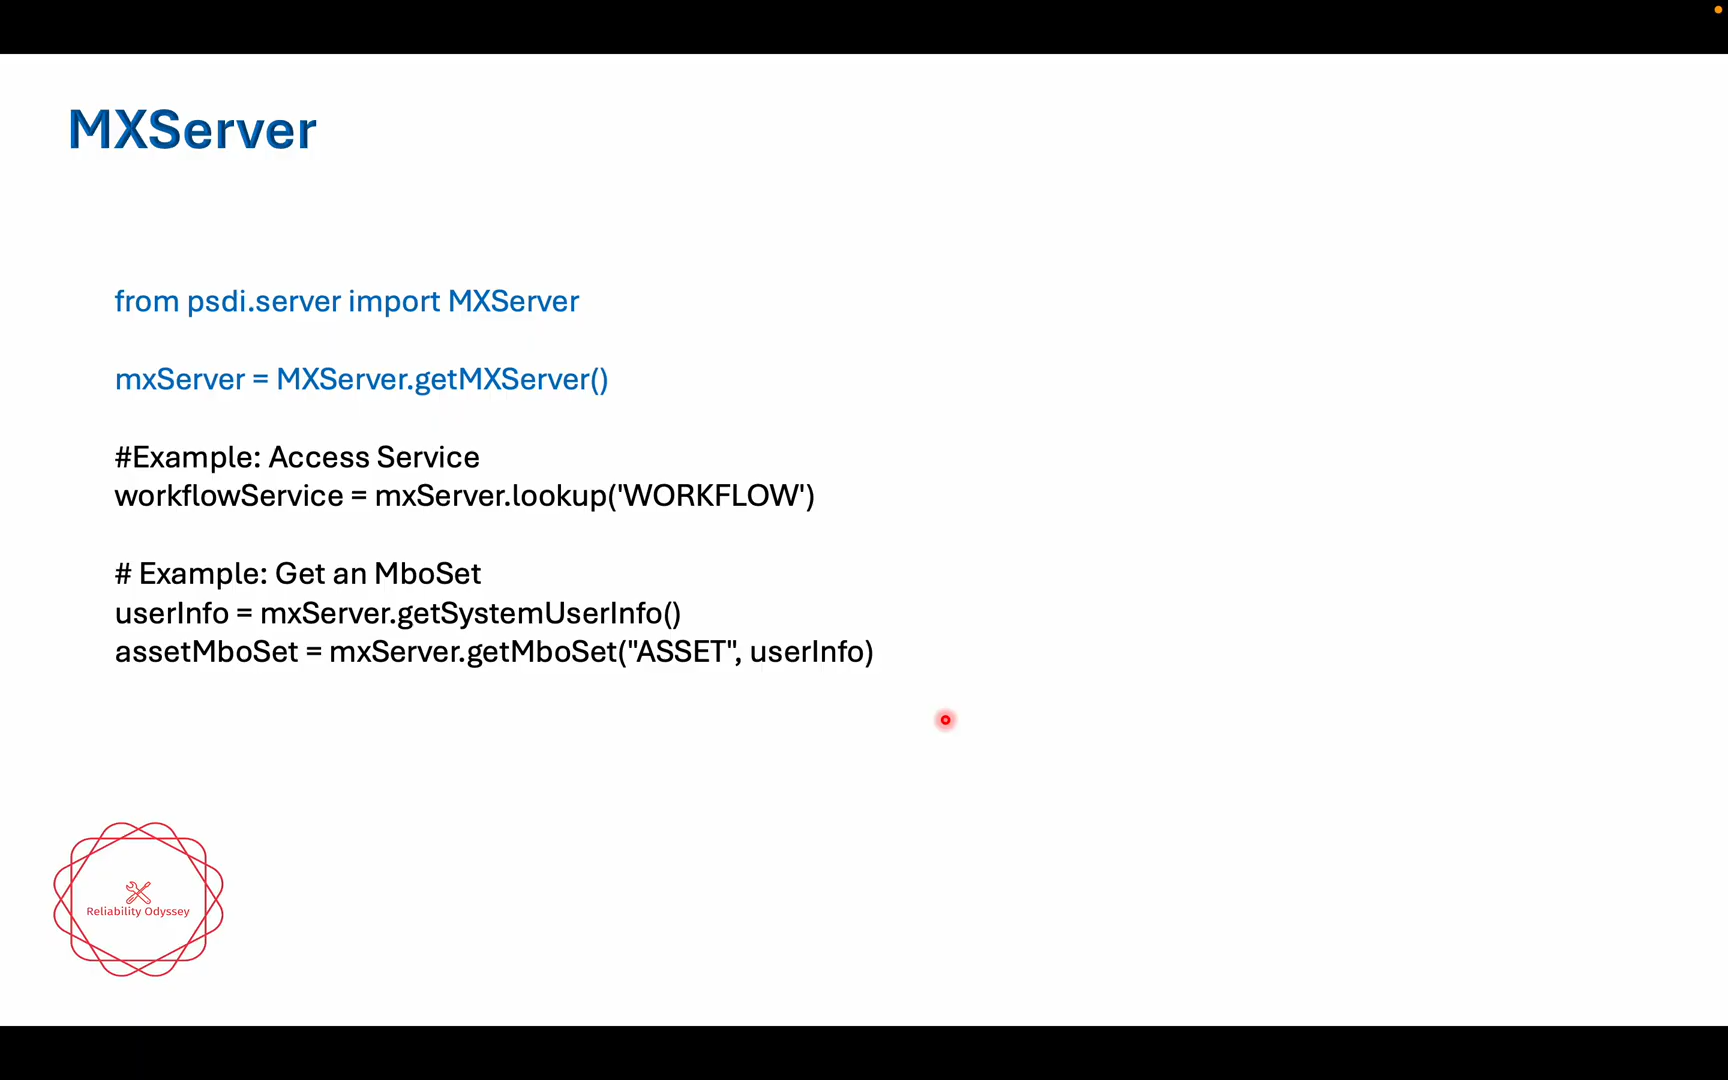 MXServer
from psdi.server import MXServer
mxServer = MXServer.getMXServer()
#Example: Access Service
workflowService = mxServer.lookup('WORKFLOW')
# Example: Get an MboSet
userInfo = mxServer.getSystemUserInfo()
assetMboSet = mxServer.getMboSet("ASSET", userInfo)
Reliability Odyssey